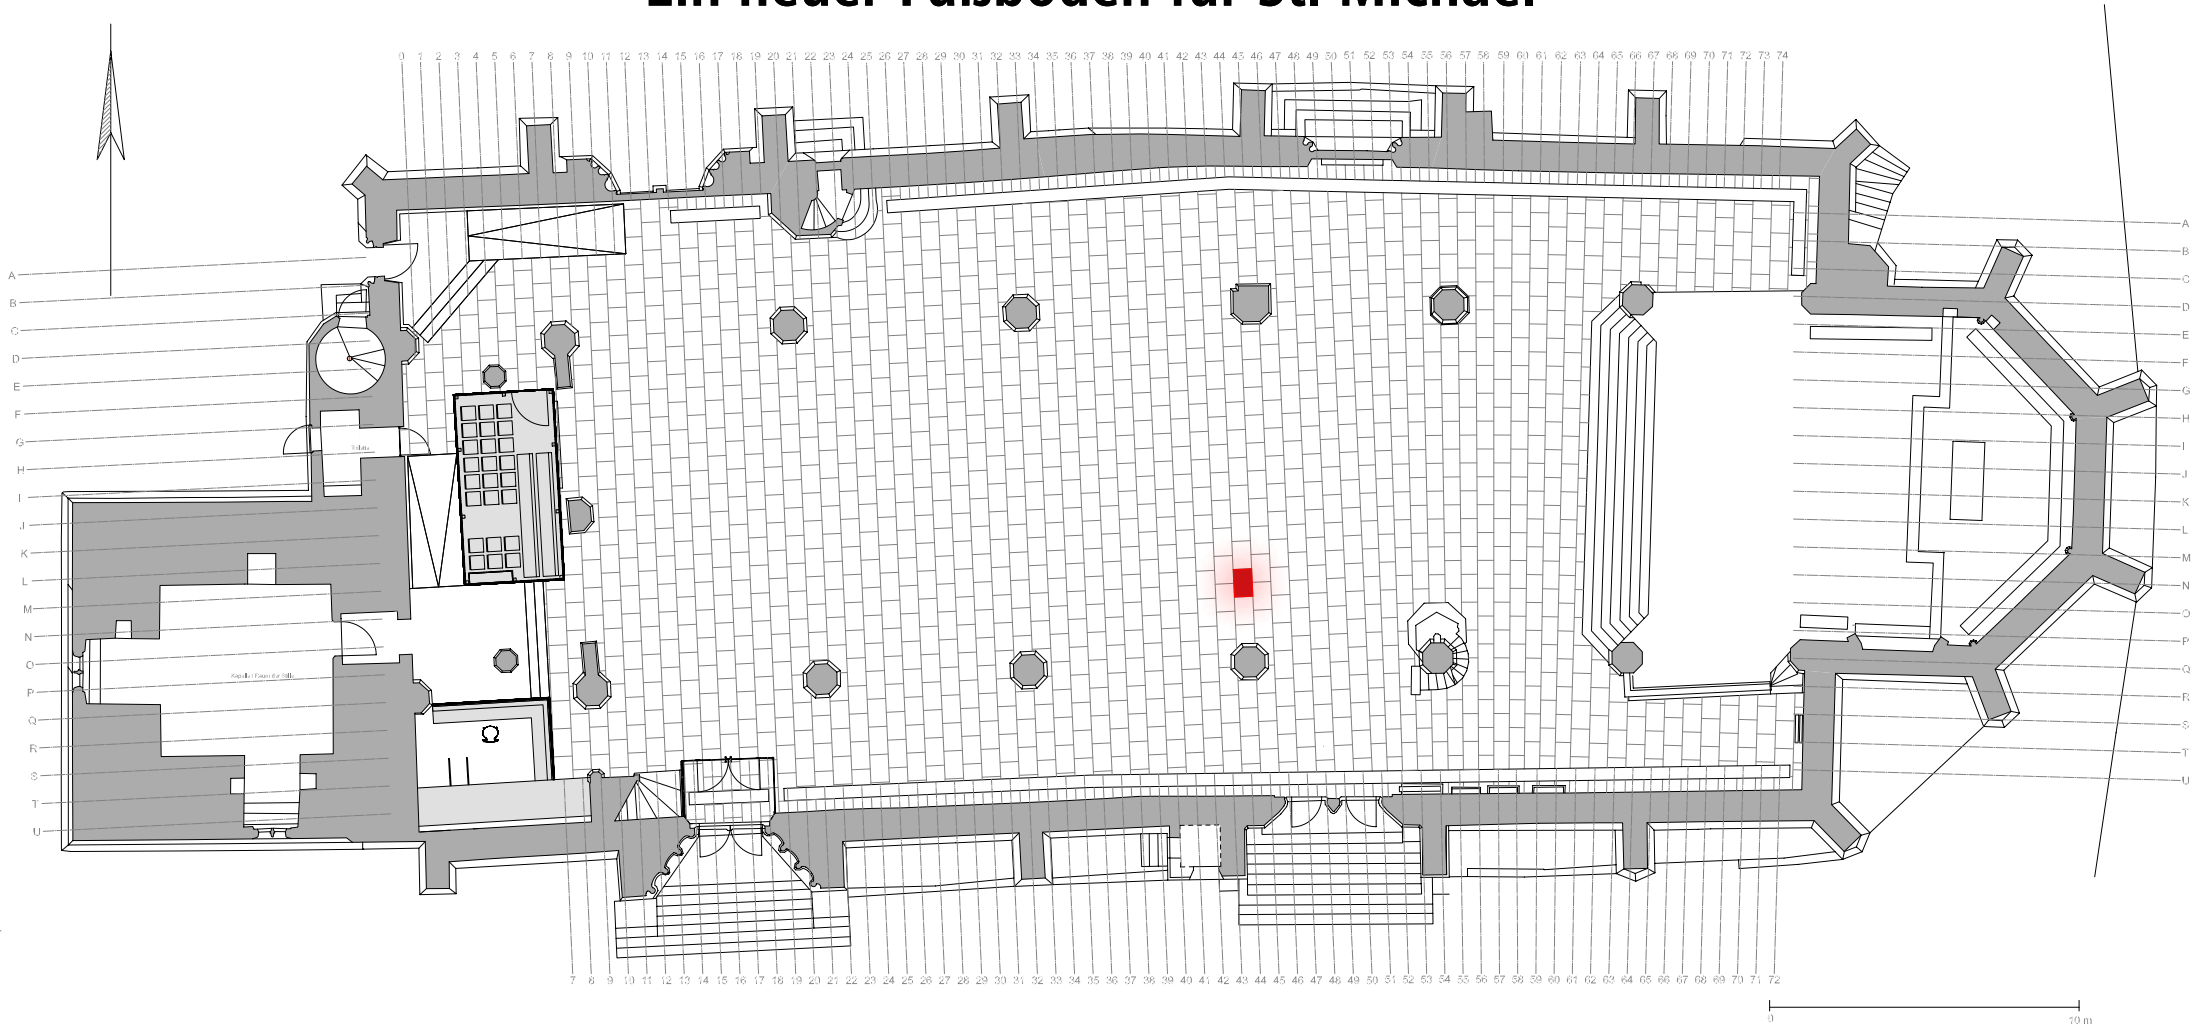 Ein neuer Fußboden für St. Michael
0 1 2 3 4 5 6 7 8 9 10 11 12 13 14 15 16 17 18 19 20 21 22 23 24 25 26 27 28 29 30 31 32 33 34 35 36 37 38 39 40 41 42 43 44 45 46 47 48 49 50 51 52 53 54 55 56 57 58 59 60 61 62 63 64 65 66 67 68 69 70 71 72 73 74
A
B
C
D
E
F
G
H
I
J
K
L
M
N
O
P
Q
R
S
T
U
A
B
C
D
E
F
G
H
I
J
K
L
M
N
O
P
Q
R
S
T
U
Kapelle / Raum der Stille
7 8 9 10 11 12 13 14 15 16 17 18 19 20 21 22 23 24 25 26 27 28 29 30 31 32 33 34 35 36 37 38 39 40 41 42 43 44 45 46 47 48 49 50 51 52 53 54 55 56 57 58 59 60 61 62 63 64 65 66 67 68 69 70 71 72
0 10 m